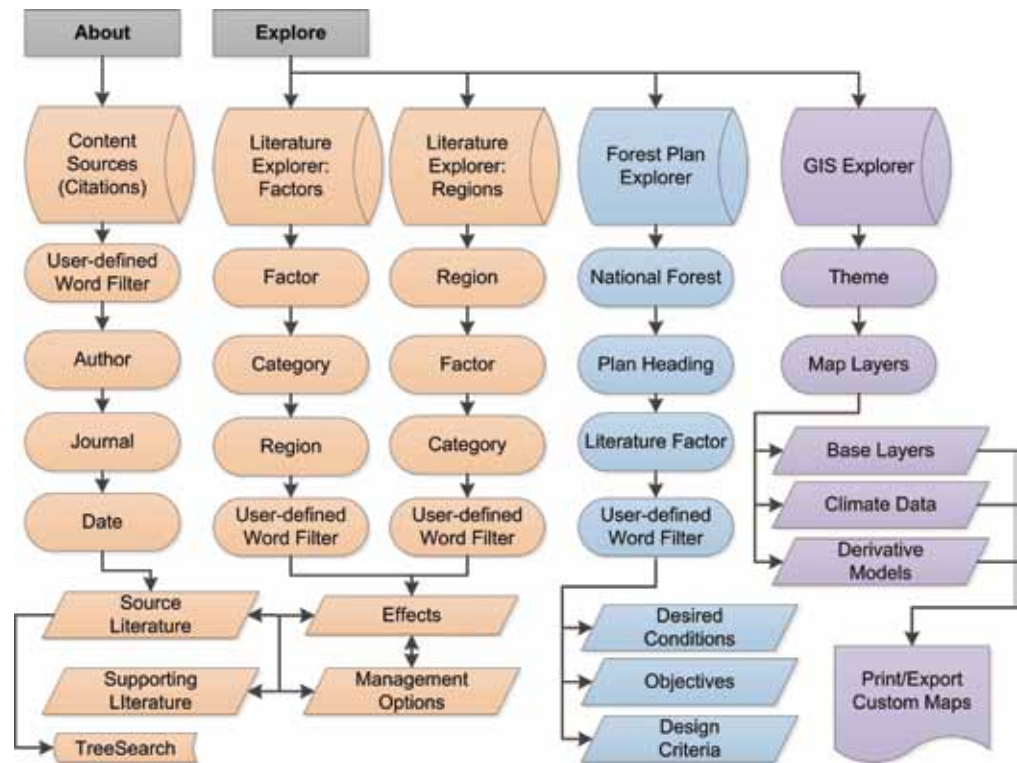 About
Explore
Content
Sources
(Citations)
Literature
Explorer:
Factors
Literature
Explorer:
Regions
Forest Plan
Explorer
GIS Explorer
User-defined
Word Filter
Factor
Region
National Forest
Theme
Author
Category
Factor
Plan Heading
Map Layers
Journal
Region
Category
Literature Factor
Base Layers
Date
User-defined
Word Filter
User-defined
Word Filter
User-defined
Word Filter
Climate Data
Derivative
Models
Source
Literature
Effects
Desired
Conditions
Supporting
LIterature
Management
Options
Objectives
Print/Export
Custom Maps
TreeSearch
Design
Criteria